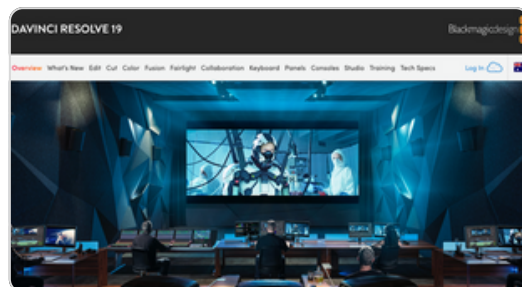 DAVINCI RESOLVE 19
Blackmagicdesign
Overview What's New Edit Cut Color Fusion Fairlight Collaboration Keyboard Panels Consoles Studio Training Tech Specs Log In